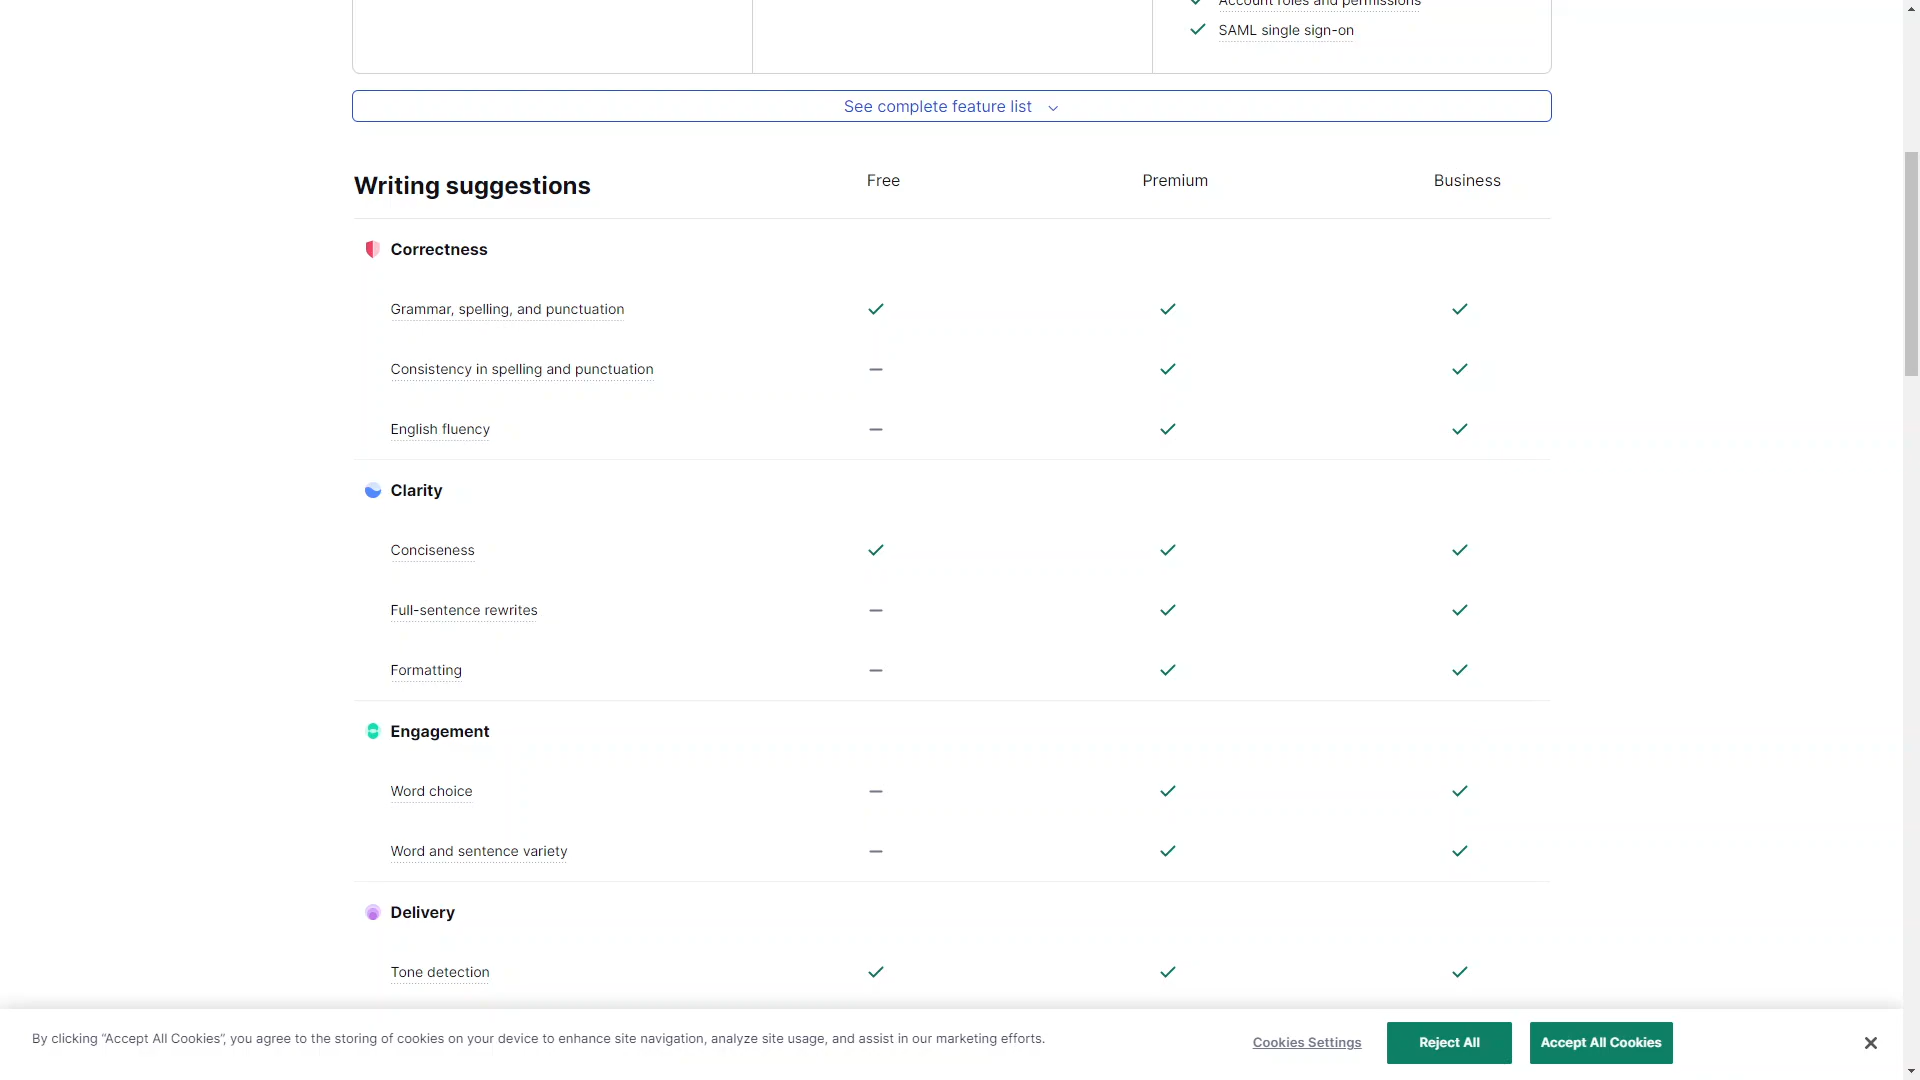 Account roles and permissions
SAML single sign-on
See complete feature list
Writing suggestions Free Premium Business
Correctness
Grammar, spelling, and punctuation
Consistency in spelling and punctuation
English fluency
Clarity
Conciseness
Full-sentence rewrites
Formatting
Engagement
Word choice
Word and sentence variety
Delivery
Tone detection
By clicking “Accept All Cookies”, you agree to the storing of cookies on your device to enhance site navigation, analyze site usage, and assist in our marketing efforts.
Cookies Settings Reject All Accept All Cookies